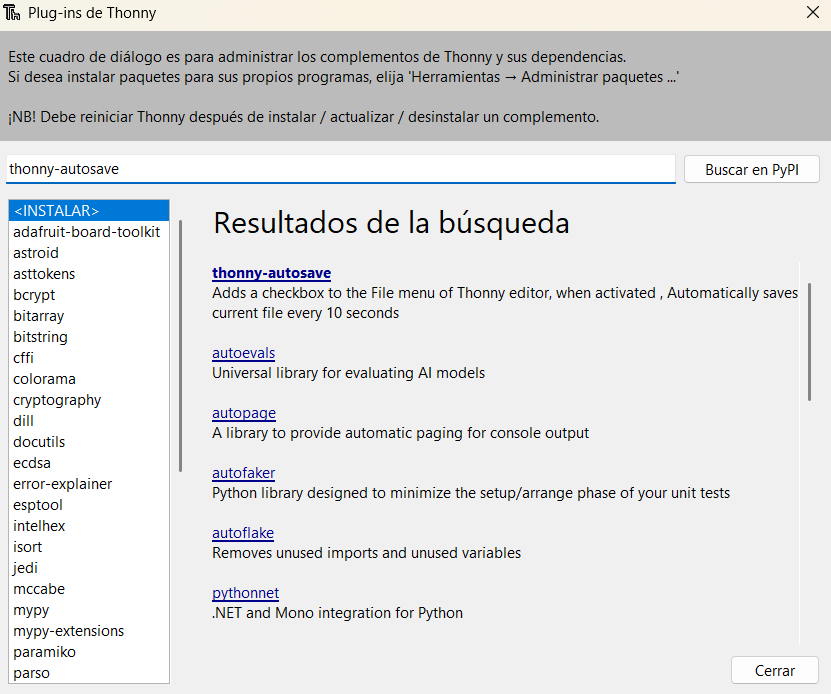 Plug-ins de Thonny
Este cuadro de diálogo es para administrar los complementos de Thonny y sus dependencias.
Si desea instalar paquetes para sus propios programas, elija 'Herramientas → Administrar paquetes ...'
¡NB! Debe reiniciar Thonny después de instalar / actualizar / desinstalar un complemento.
thonny-autosave
Buscar en PyPI
<INSTALAR>
adafruit-board-toolkit
astroid
asttokens
bcrypt
bitarray
bitstring
cffi
colorama
cryptography
dill
docutils
ecdsa
error-explainer
esptool
intelhex
isort
jedi
mccabe
mypy
mypy-extensions
paramiko
parso
Resultados de la búsqueda
thonny-autosave
Adds a checkbox to the File menu of Thonny editor, when activated , Automatically saves
current file every 10 seconds
autoevals
Universal library for evaluating AI models
autopage
A library to provide automatic paging for console output
autofaker
Python library designed to minimize the setup/arrange phase of your unit tests
autoflake
Removes unused imports and unused variables
pythonnet
.NET and Mono integration for Python
Cerrar